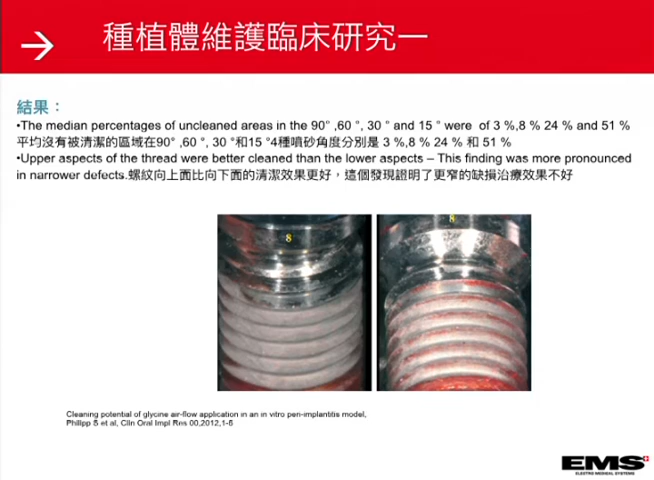 種植體維護臨床研究一
結果：
•The median percentages of uncleaned areas in the 90° ,60 °, 30 ° and 15 ° were of 3 %,8 % 24 % and 51 %
平均沒有被清潔的區域在90° ,60 °, 30 °和15 °4種噴砂角度分別是 3 %,8 % 24 % 和 51 %
•Upper aspects of the thread were better cleaned than the lower aspects – This finding was more pronounced
in narrower defects.螺紋向上面比向下面的清潔效果更好，這個發現證明了更窄的缺損治療效果不好
8
8
Cleaning potential of glycine air-flow application in an in vitro peri-implantitis model,
Philipp S et al, Clin Oral Impl Res 00,2012,1-6
EMS
ELECTRO MEDICAL SYSTEMS